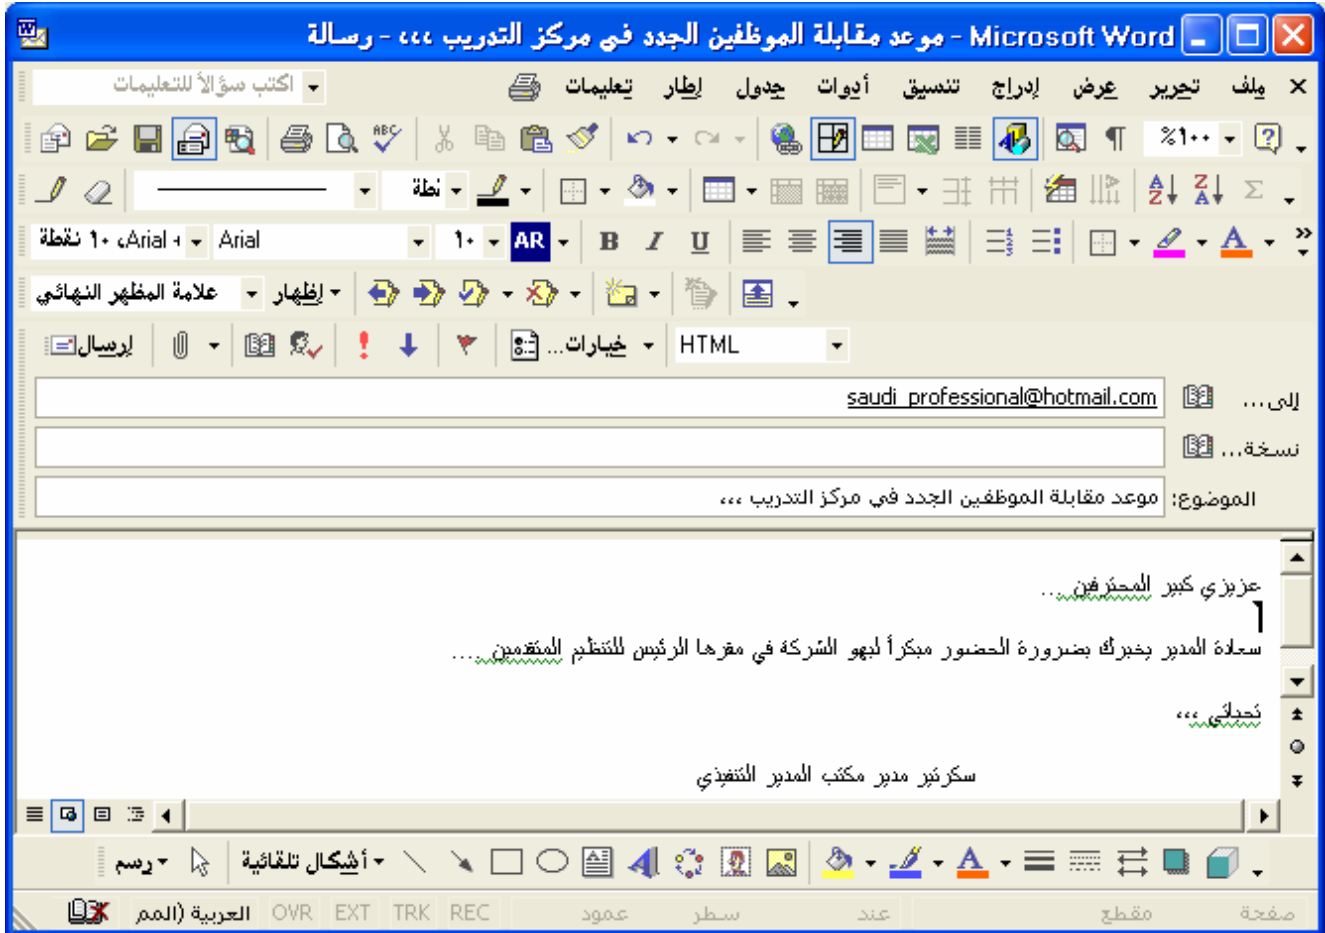 موعد مقابلة الموظفين الجدد في مركز التدريب ،،، - رسالة - Microsoft Word
ملف تحرير عرض إدراج تنسيق أدوات جدول إطار تعليمات اكتب سؤالاً للتعليمات
%١٠٠
نطة
١٠ نقطة ،Arial + Arial ١٠ AR B I U
إظهار علامة المظهر النهائي
إرسال خيارات... HTML
إلى... saudi_professional@hotmail.com
نسخة...
الموضوع: موعد مقابلة الموظفين الجدد في مركز التدريب ،،،
عزيزي كبير المحترفين ...
سعادة المدير يخبرك بضرورة الحضور مبكراً لبهو الشركة في مقرها الرئيس للتنظيم المتقدمين ....
تحياتي ،،،
سكرتير مدير مكتب المدير التنفيذي
رسم أشكال تلقائية
صفحة مقطع عند سطر عمود REC TRK EXT OVR العربية (المم